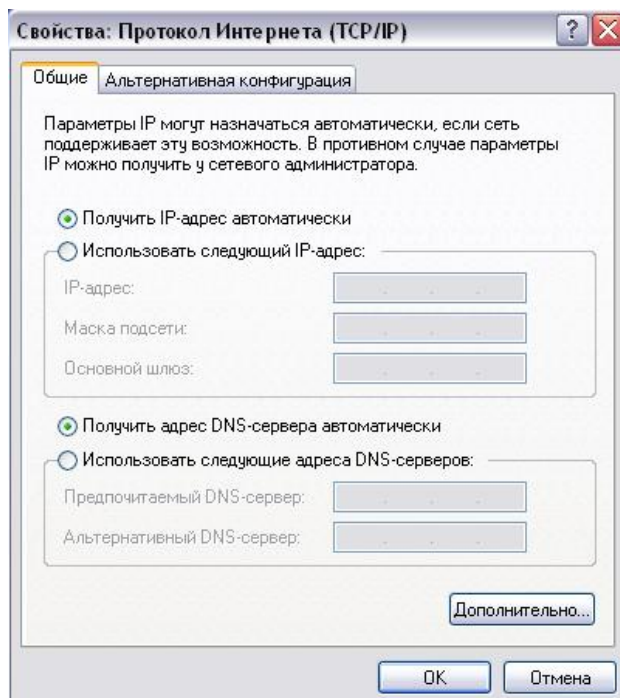 Свойства: Протокол Интернета (TCP/IP)
Общие
Альтернативная конфигурация
Параметры IP могут назначаться автоматически, если сеть
поддерживает эту возможность. В противном случае параметры
IP можно получить у сетевого администратора.
Получить IP-адрес автоматически
Использовать следующий IP-адрес:
IP-адрес:
Маска подсети:
Основной шлюз:
Получить адрес DNS-сервера автоматически
Использовать следующие адреса DNS-серверов:
Предпочитаемый DNS-сервер:
Альтернативный DNS-сервер:
Дополнительно...
OK
Отмена